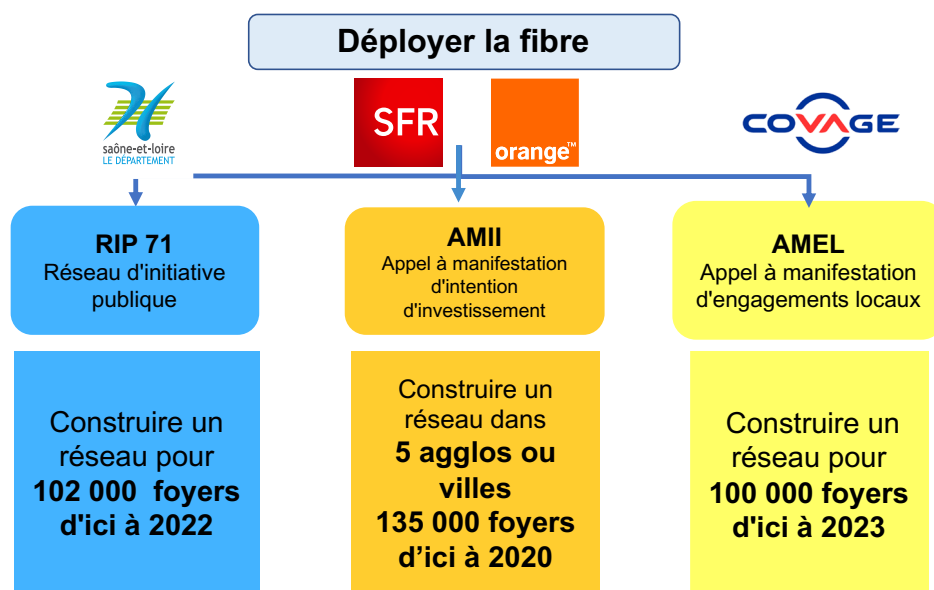 Déployer la fibre
saône-et-loire
LE DÉPARTEMENT
SFR
orange™
COVAGE
RIP 71
Réseau d'initiative
publique
AMII
Appel à manifestation
d'intention
d'investissement
AMEL
Appel à manifestation
d'engagements locaux
Construire un
réseau pour
102 000 foyers
d'ici à 2022
Construire un
réseau dans
5 agglos ou
villes
135 000 foyers
d’ici à 2020
Construire un
réseau pour
100 000 foyers
d'ici à 2023